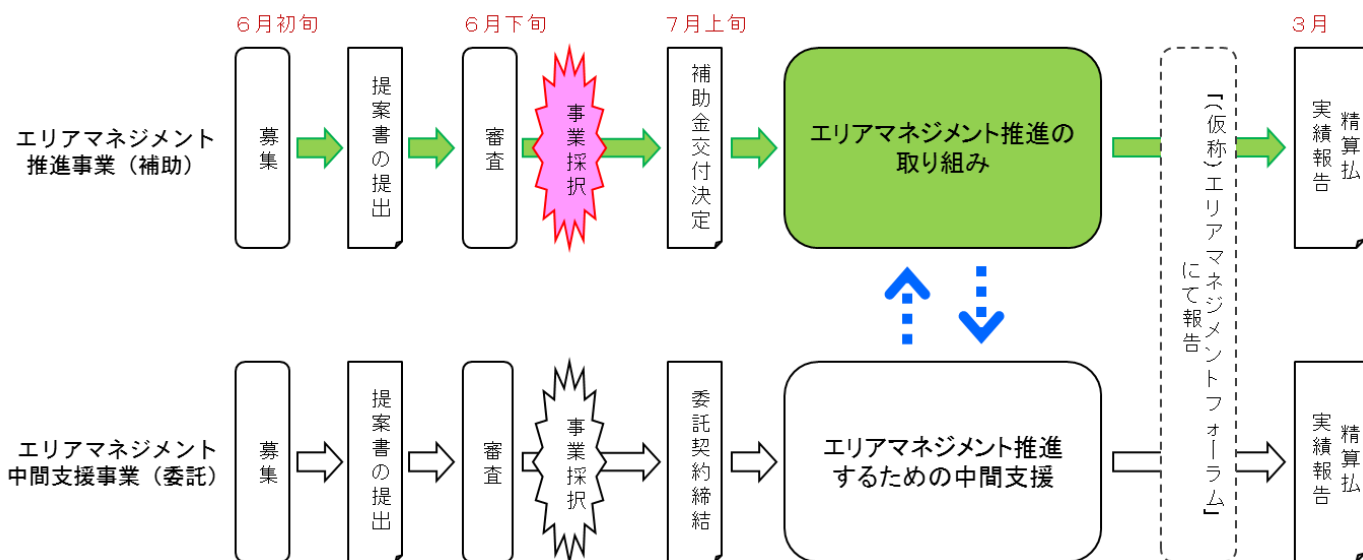 ６月初旬
６月下旬
７月上旬
３月
エリアマネジメント
推進事業（補助）
募集
提案書の提出
審査
事業採択
補助金交付決定
エリアマネジメント推進の
取り組み
『（仮称）エリアマネジメントフォーラム』
にて報告
精算払
実績報告
エリアマネジメント
中間支援事業（委託）
募集
提案書の提出
審査
事業採択
委託契約締結
エリアマネジメント推進
するための中間支援
精算払
実績報告